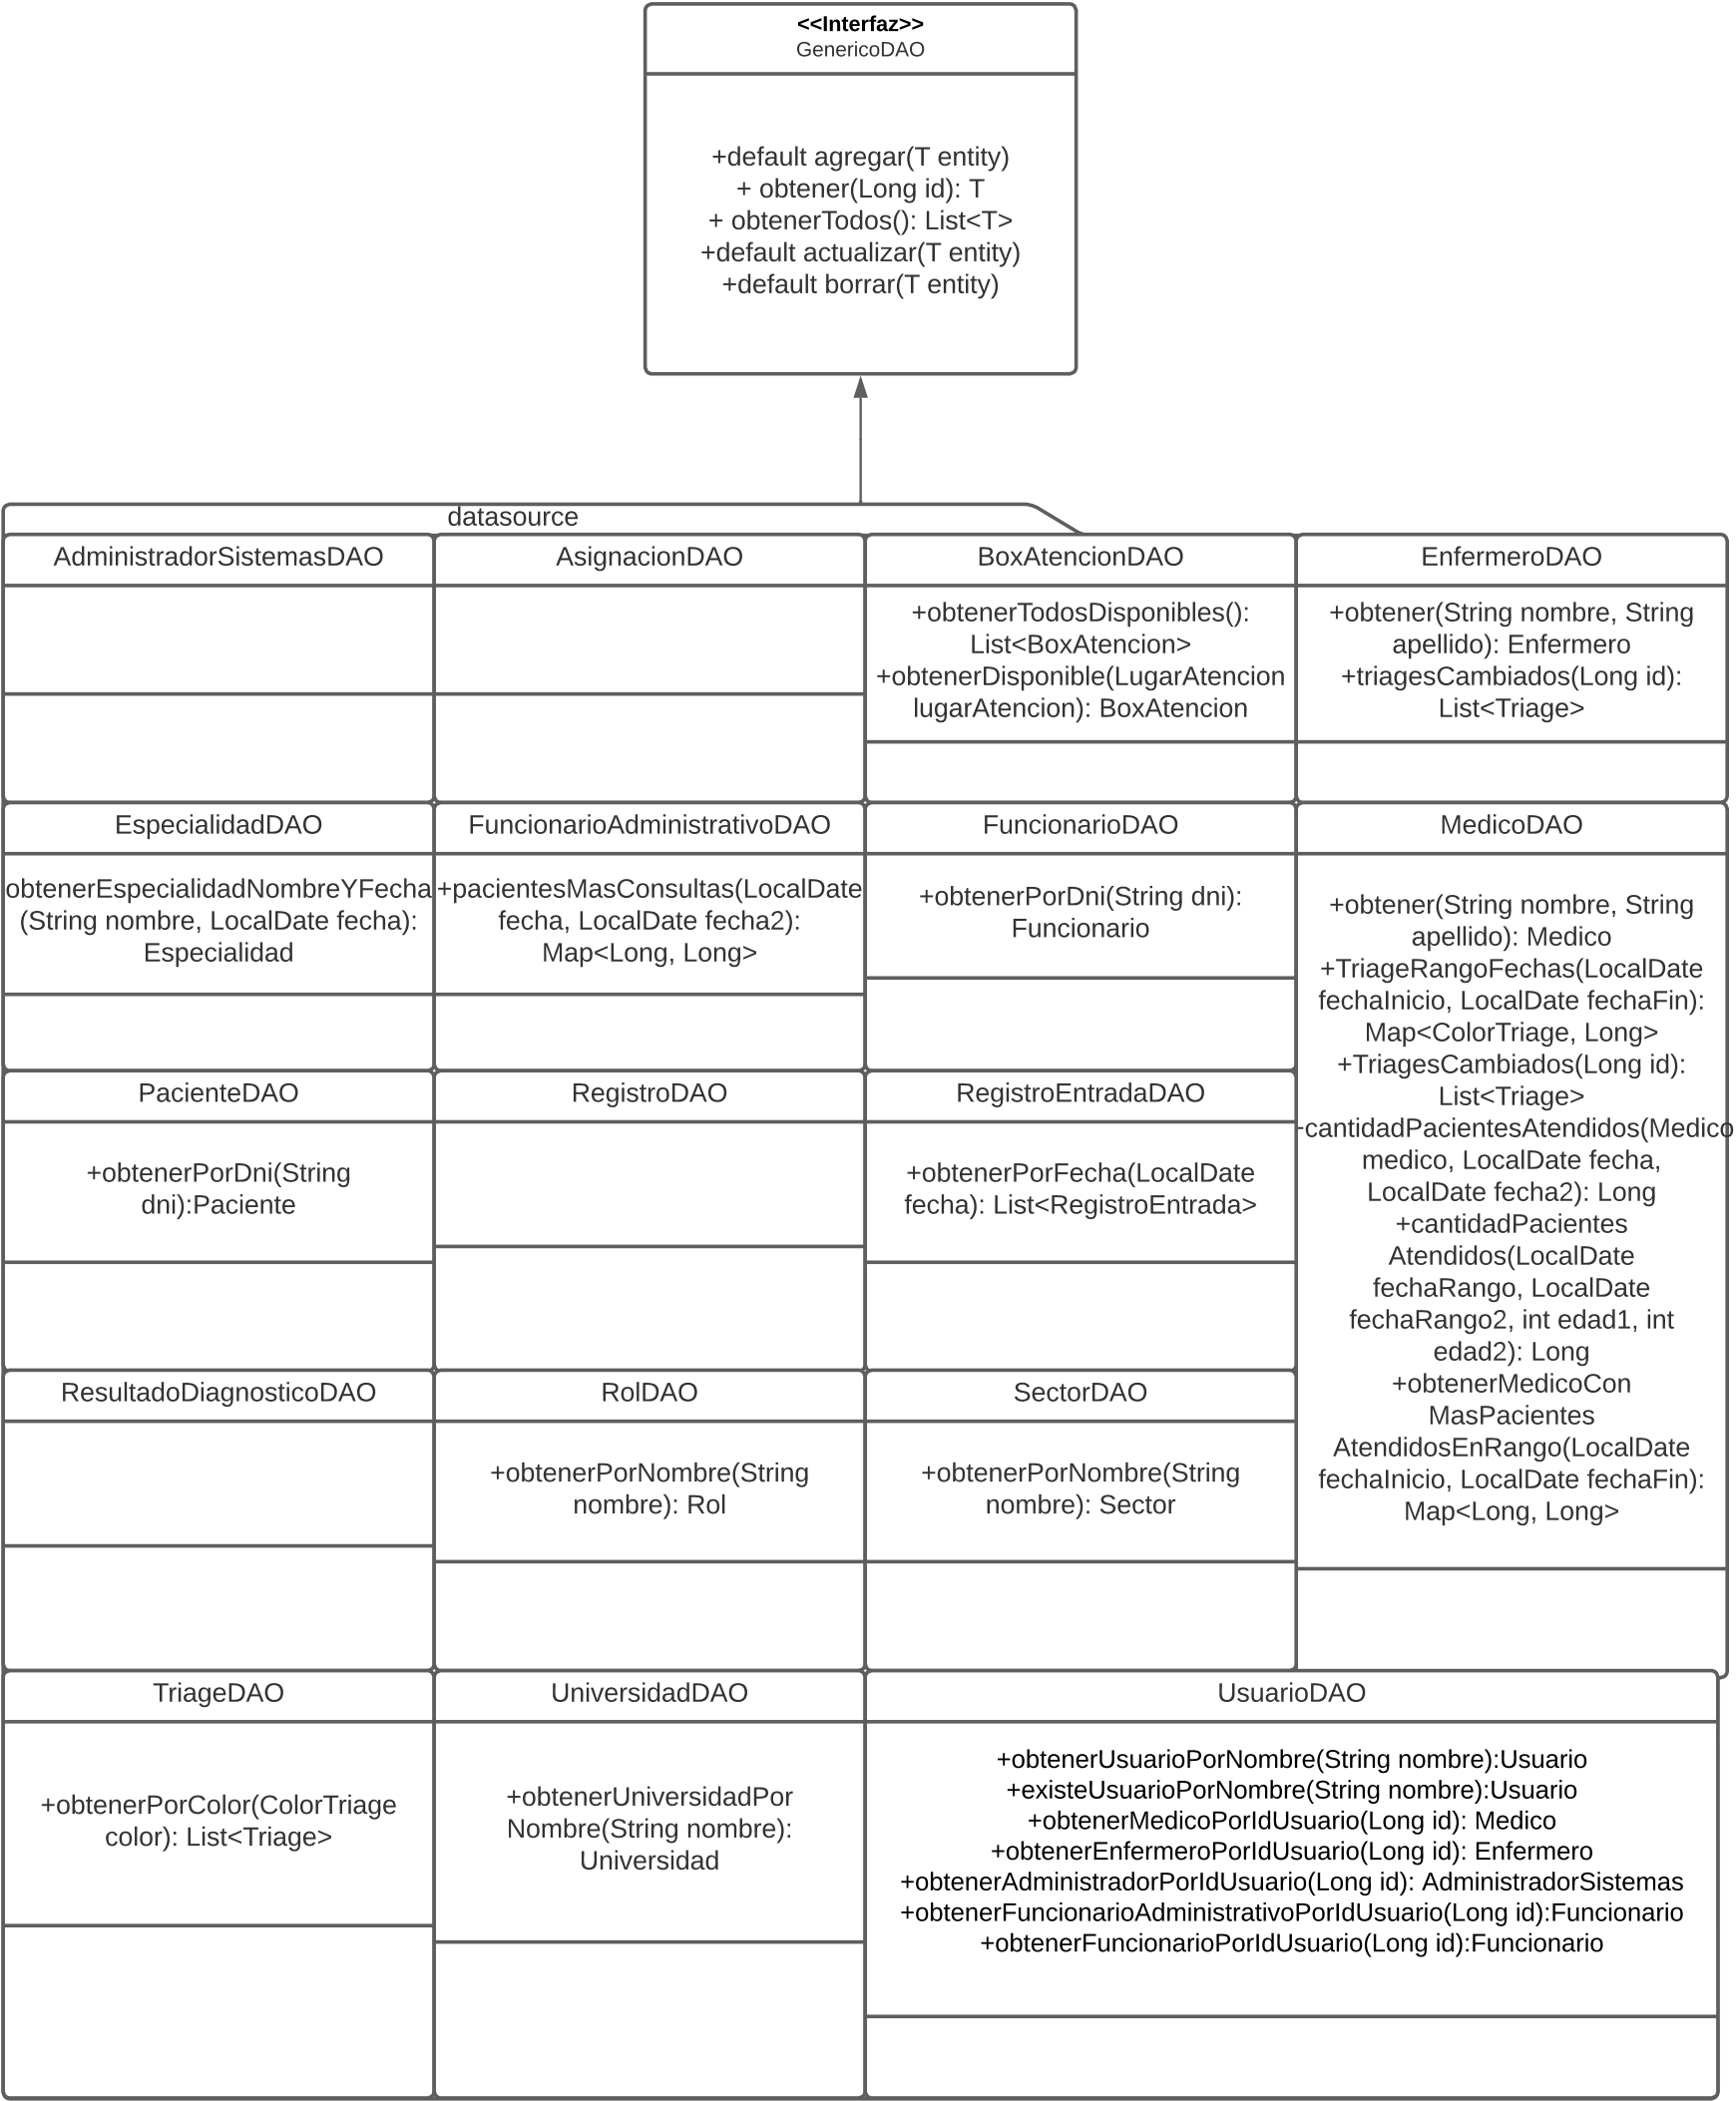 <<Interfaz>>
GenericoDAO
+default agregar(T entity)
+ obtener(Long id): T
+ obtenerTodos(): List<T>
+default actualizar(T entity)
+default borrar(T entity)
datasource
AdministradorSistemasDAO
AsignacionDAO
BoxAtencionDAO
+obtenerTodosDisponibles():
List<BoxAtencion>
+obtenerDisponible(LugarAtencion
lugarAtencion): BoxAtencion
EnfermeroDAO
+obtener(String nombre, String
apellido): Enfermero
+triagesCambiados(Long id):
List<Triage>
EspecialidadDAO
obtenerEspecialidadNombreYFecha
(String nombre, LocalDate fecha):
Especialidad
FuncionarioAdministrativoDAO
+pacientesMasConsultas(LocalDate
fecha, LocalDate fecha2):
Map<Long, Long>
FuncionarioDAO
+obtenerPorDni(String dni):
Funcionario
MedicoDAO
+obtener(String nombre, String
apellido): Medico
+TriageRangoFechas(LocalDate
fechaInicio, LocalDate fechaFin):
Map<ColorTriage, Long>
+TriagesCambiados(Long id):
List<Triage>
-cantidadPacientesAtendidos(Medico
medico, LocalDate fecha,
LocalDate fecha2): Long
+cantidadPacientes
Atendidos(LocalDate
fechaRango, LocalDate
fechaRango2, int edad1, int
edad2): Long
+obtenerMedicoCon
MasPacientes
AtendidosEnRango(LocalDate
fechaInicio, LocalDate fechaFin):
Map<Long, Long>
PacienteDAO
+obtenerPorDni(String
dni):Paciente
RegistroDAO
RegistroEntradaDAO
+obtenerPorFecha(LocalDate
fecha): List<RegistroEntrada>
ResultadoDiagnosticoDAO
RolDAO
+obtenerPorNombre(String
nombre): Rol
SectorDAO
+obtenerPorNombre(String
nombre): Sector
TriageDAO
+obtenerPorColor(ColorTriage
color): List<Triage>
UniversidadDAO
+obtenerUniversidadPor
Nombre(String nombre):
Universidad
UsuarioDAO
+obtenerUsuarioPorNombre(String nombre):Usuario
+existeUsuarioPorNombre(String nombre):Usuario
+obtenerMedicoPorIdUsuario(Long id): Medico
+obtenerEnfermeroPorIdUsuario(Long id): Enfermero
+obtenerAdministradorPorIdUsuario(Long id): AdministradorSistemas
+obtenerFuncionarioAdministrativoPorIdUsuario(Long id):Funcionario
+obtenerFuncionarioPorIdUsuario(Long id):Funcionario